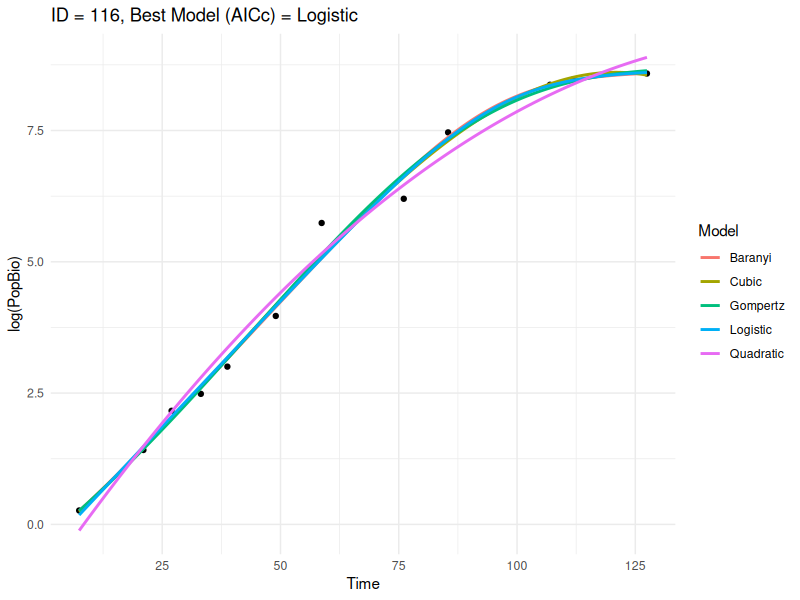 ID = 116, Best Model (AICc) = Logistic
7.5
5.0
2.5
0.0
log(PopBio)
25
50
75
100
125
Time
Model
Baranyi
Cubic
Gompertz
Logistic
Quadratic